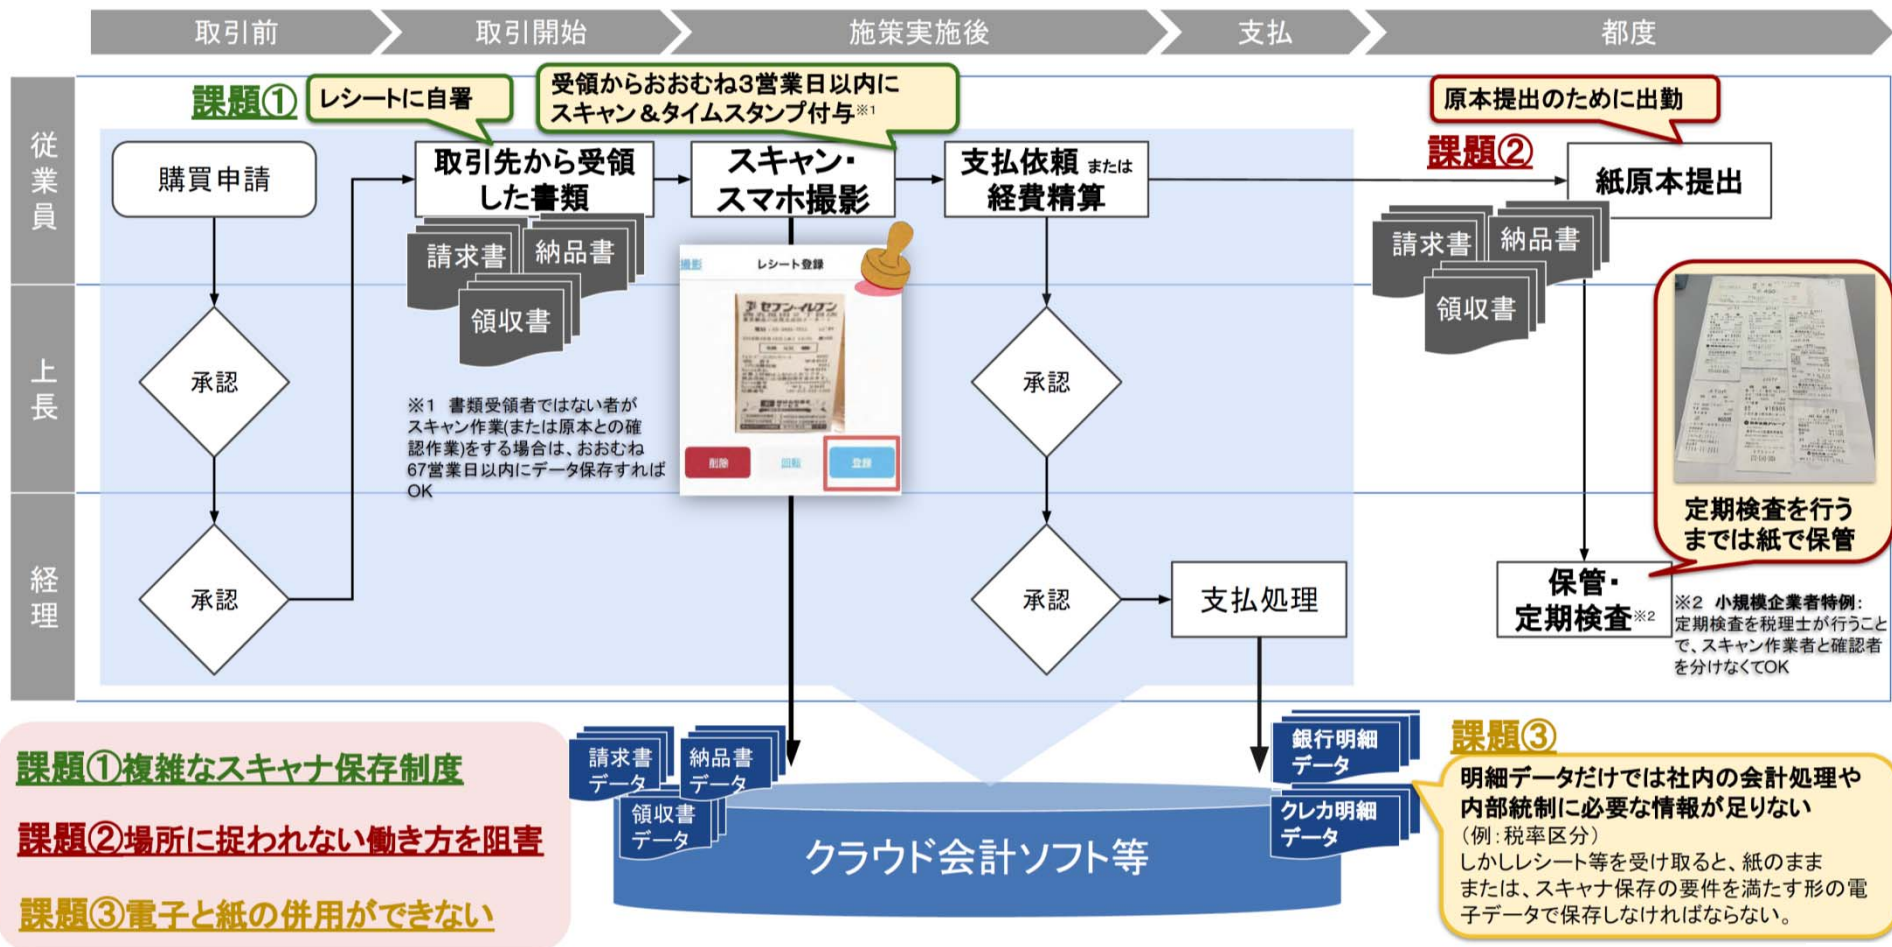 取引前
取引開始
施策実施後
支払
都度
従業員
上長
経理
課題①
レシートに自署
受領からおおむね3営業日以内に
スキャン＆タイムスタンプ付与※1
原本提出のために出勤
課題②
購買申請
取引先から受領
した書類
スキャン・
スマホ撮影
支払依頼 または
経費精算
紙原本提出
請求書
納品書
領収書
撮影
レシート登録
セブン-イレブン
削除
回転
登録
請求書
納品書
領収書
承認
承認
※1 書類受領者ではない者が
スキャン作業(または原本との確
認作業)をする場合は、おおむね
67営業日以内にデータ保存すれば
OK
定期検査を行う
までは紙で保管
承認
承認
支払処理
保管・
定期検査※2
※2 小規模企業者特例：
定期検査を税理士が行うこと
で、スキャン作業者と確認者
を分けなくてOK
課題①複雑なスキャナ保存制度
課題②場所に捉われない働き方を阻害
課題③電子と紙の併用ができない
請求書
データ
納品書
データ
領収書
データ
クラウド会計ソフト等
銀行明細
データ
クレカ明細
データ
課題③
明細データだけでは社内の会計処理や
内部統制に必要な情報が足りない
（例：税率区分）
しかしレシート等を受け取ると、紙のまま
または、スキャナ保存の要件を満たす形の電
子データで保存しなければならない。